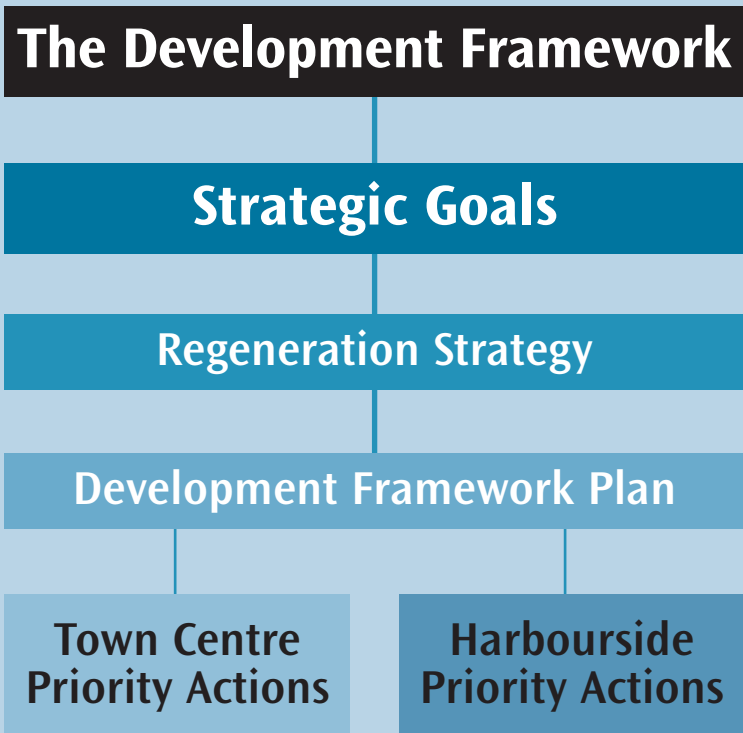 The Development Framework
Strategic Goals
Regeneration Strategy
Development Framework Plan
Town Centre
Priority Actions
Harbourside
Priority Actions